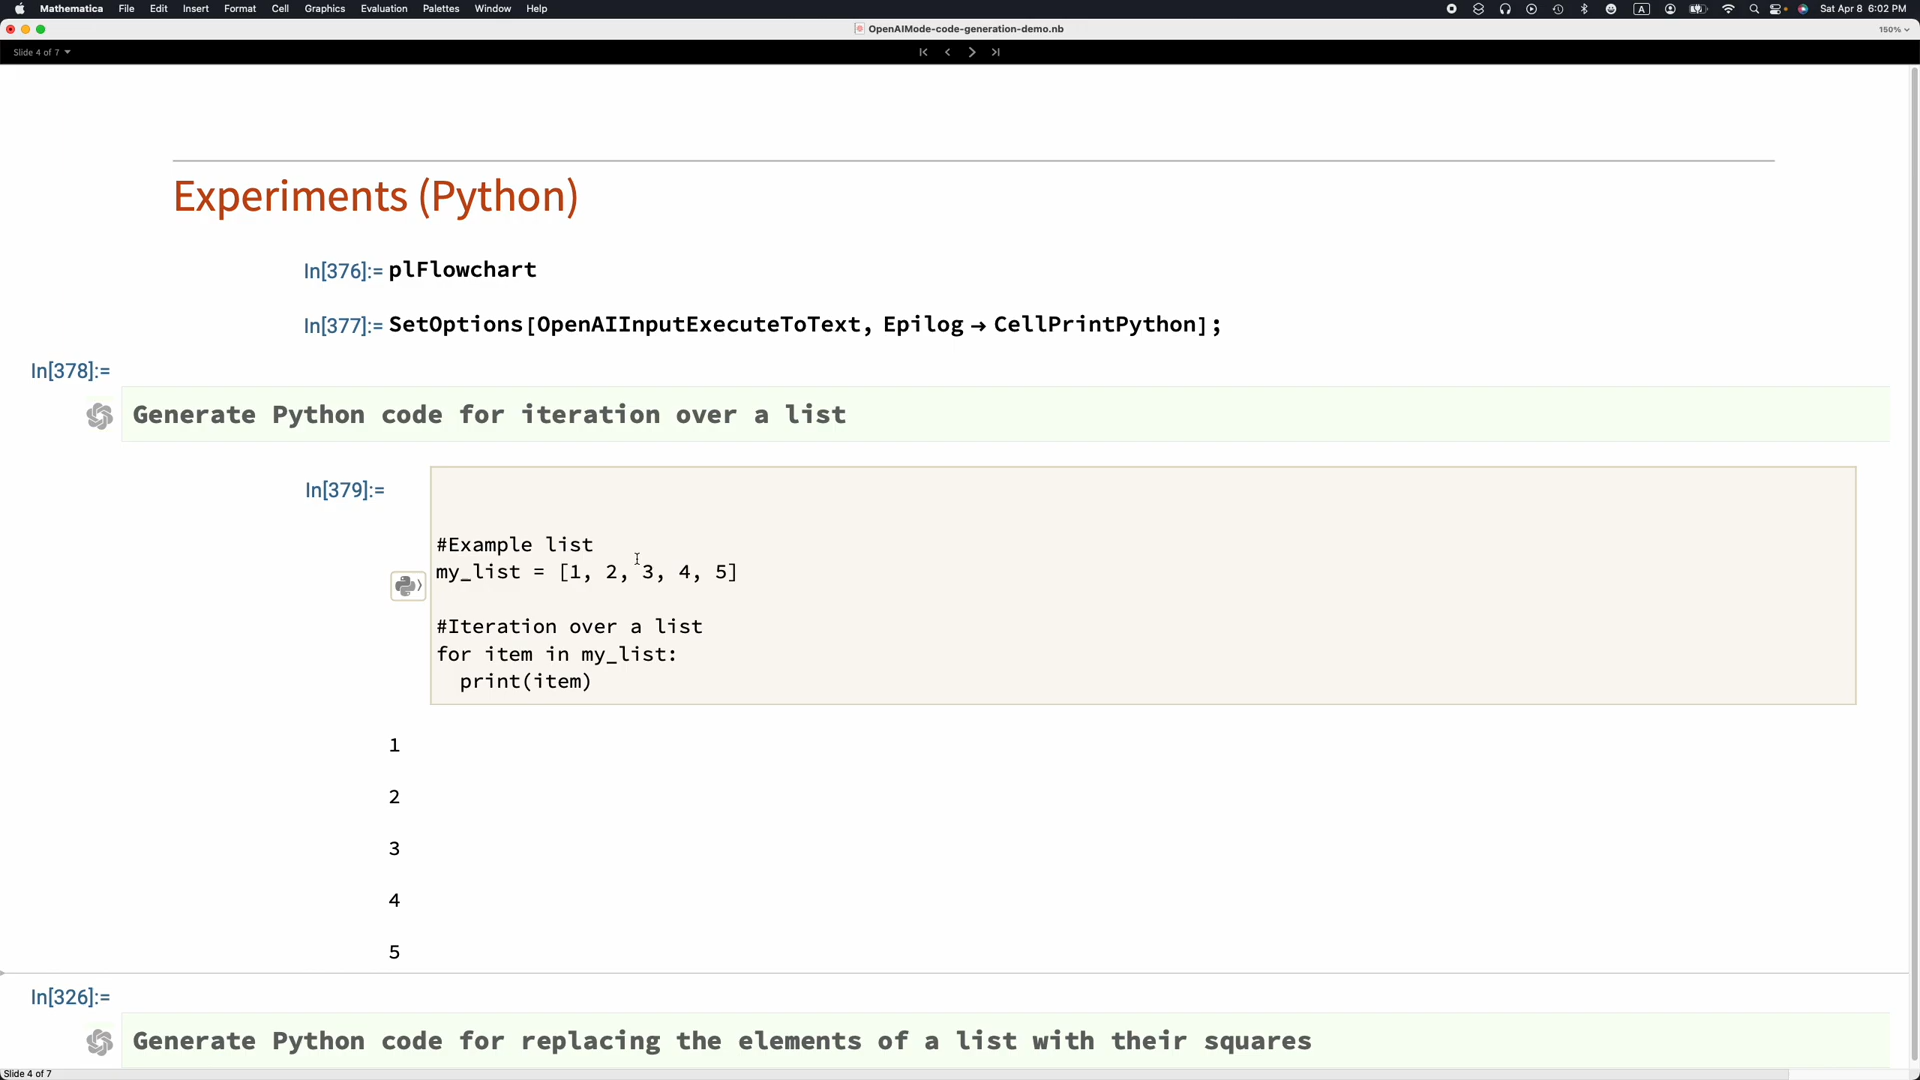 Mathematica File Edit Insert Format Cell Graphics Evaluation Palettes Window Help A Sat Apr 8 6:02 PM
OpenAIMode-code-generation-demo.nb 150%
Slide 4 of 7
Experiments (Python)
In[376]:= plFlowchart
In[377]:= SetOptions[OpenAIInputExecuteToText, Epilog → CellPrintPython];
In[378]:=
Generate Python code for iteration over a list
In[379]:=
#Example list
my_list = [1, 2, 3, 4, 5]
#Iteration over a list
for item in my_list:
  print(item)
1
2
3
4
5
In[326]:=
Generate Python code for replacing the elements of a list with their squares
Slide 4 of 7